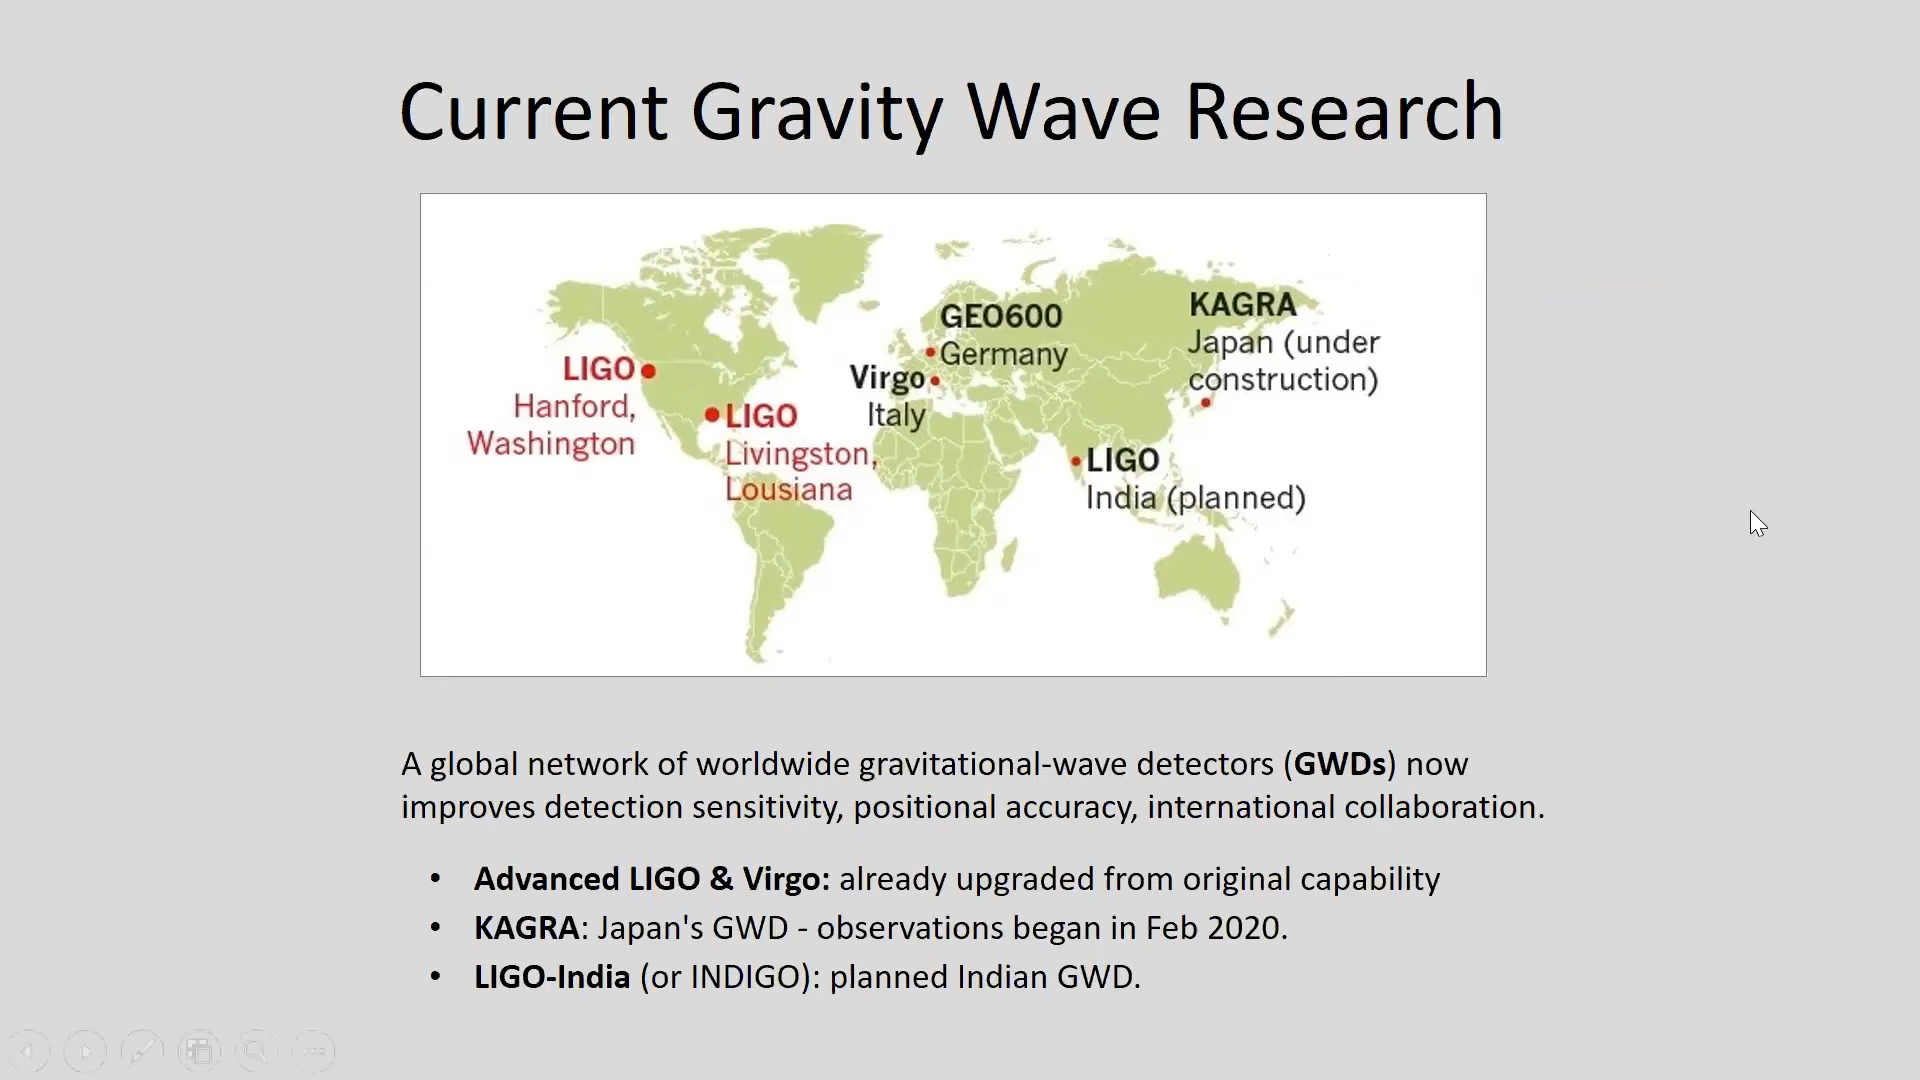 Current Gravity Wave Research
GEO600
Germany
KAGRA
Japan (under
construction)
LIGO
Hanford,
Washington
Virgo
Italy
LIGO
Livingston,
Lousiana
LIGO
India (planned)
A global network of worldwide gravitational-wave detectors (GWDs) now
improves detection sensitivity, positional accuracy, international collaboration.
• Advanced LIGO & Virgo: already upgraded from original capability
• KAGRA: Japan's GWD - observations began in Feb 2020.
• LIGO-India (or INDIGO): planned Indian GWD.